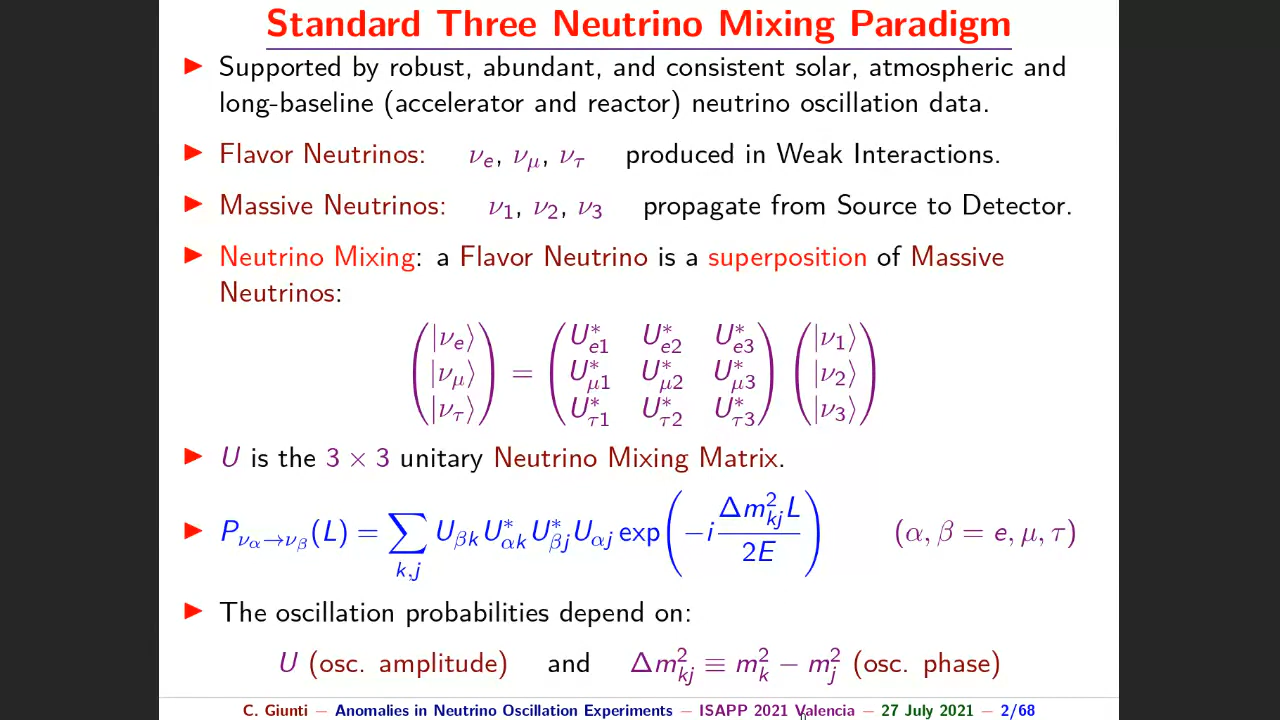 Standard Three Neutrino Mixing Paradigm
► Supported by robust, abundant, and consistent solar, atmospheric and
long-baseline (accelerator and reactor) neutrino oscillation data.
► Flavor Neutrinos: νe, νμ, ντ produced in Weak Interactions.
► Massive Neutrinos: ν1, ν2, ν3 propagate from Source to Detector.
► Neutrino Mixing: a Flavor Neutrino is a superposition of Massive
Neutrinos:
|νe⟩ U*e1 U*e2 U*e3 |ν1⟩
|νμ⟩ = U*μ1 U*μ2 U*μ3 |ν2⟩
|ντ⟩ U*τ1 U*τ2 U*τ3 |ν3⟩
► U is the 3 × 3 unitary Neutrino Mixing Matrix.
► Pνα→νβ(L) = ∑k,j Uβk U*αk U*βj Uαj exp(−i Δm²kj L / 2E) (α, β = e, μ, τ)
► The oscillation probabilities depend on:
U (osc. amplitude) and Δm²kj ≡ m²k − m²j (osc. phase)
C. Giunti − Anomalies in Neutrino Oscillation Experiments − ISAPP 2021 Valencia − 27 July 2021 − 2/68